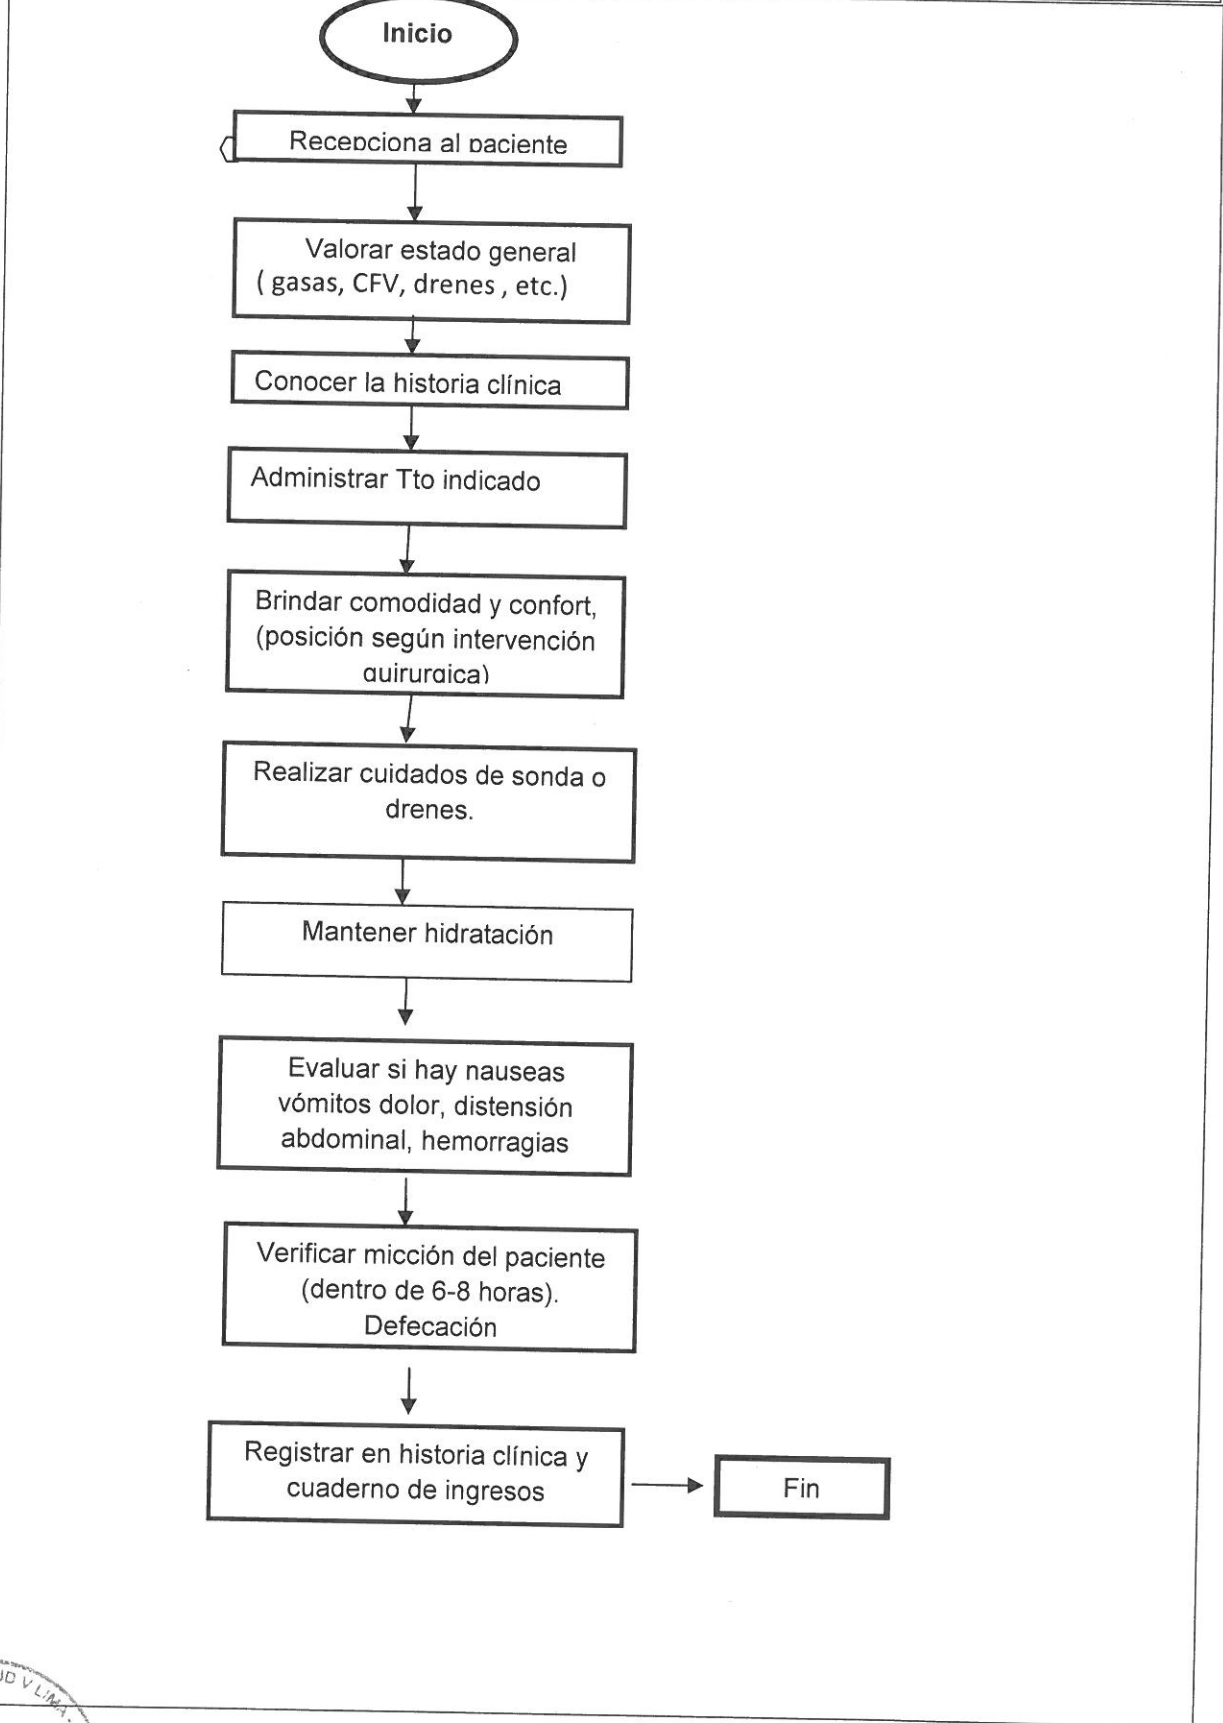 Inicio
Recepciona al paciente
Valorar estado general
( gasas, CFV, drenes , etc.)
Conocer la historia clínica
Administrar Tto indicado
Brindar comodidad y confort,
(posición según intervención
quirurgica)
Realizar cuidados de sonda o
drenes.
Mantener hidratación
Evaluar si hay nauseas
vómitos dolor, distensión
abdominal, hemorragias
Verificar micción del paciente
(dentro de 6-8 horas).
Defecación
Registrar en historia clínica y
cuaderno de ingresos
Fin
V LIMA